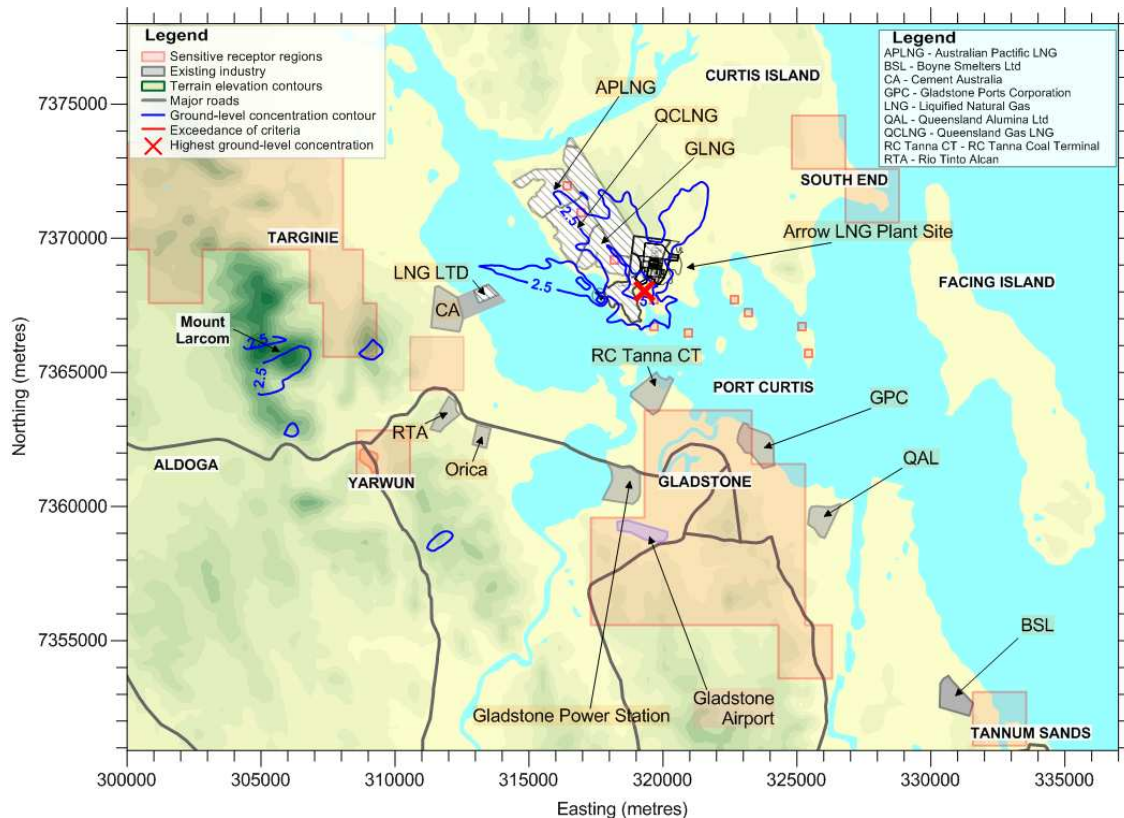 Legend
Sensitive receptor regions
Existing industry
Terrain elevation contours
Major roads
Ground-level concentration contour
Exceedance of criteria
Highest ground-level concentration
Legend
APLNG - Australian Pactific LNG
BSL - Boyne Smelters Ltd
CA - Cement Australia
GPC - Gladstone Ports Corporation
LNG - Liquified Natural Gas
QAL - Queensland Alumina Ltd
QCLNG - Queensland Gas LNG
RC Tanna CT - RC Tanna Coal Terminal
RTA - Rio Tinto Alcan
CURTIS ISLAND
APLNG
QCLNG
GLNG
SOUTH END
Arrow LNG Plant Site
TARGINIE
LNG LTD
CA
2.5
2.5
FACING ISLAND
Mount
Larcom
2.5
2.5
RC Tanna CT
PORT CURTIS
GPC
RTA
Orica
ALDOGA
YARWUN
GLADSTONE
QAL
BSL
Gladstone Power Station
Gladstone
Airport
TANNUM SANDS
7375000
7370000
7365000
7360000
7355000
Northing (metres)
300000 305000 310000 315000 320000 325000 330000 335000
Easting (metres)